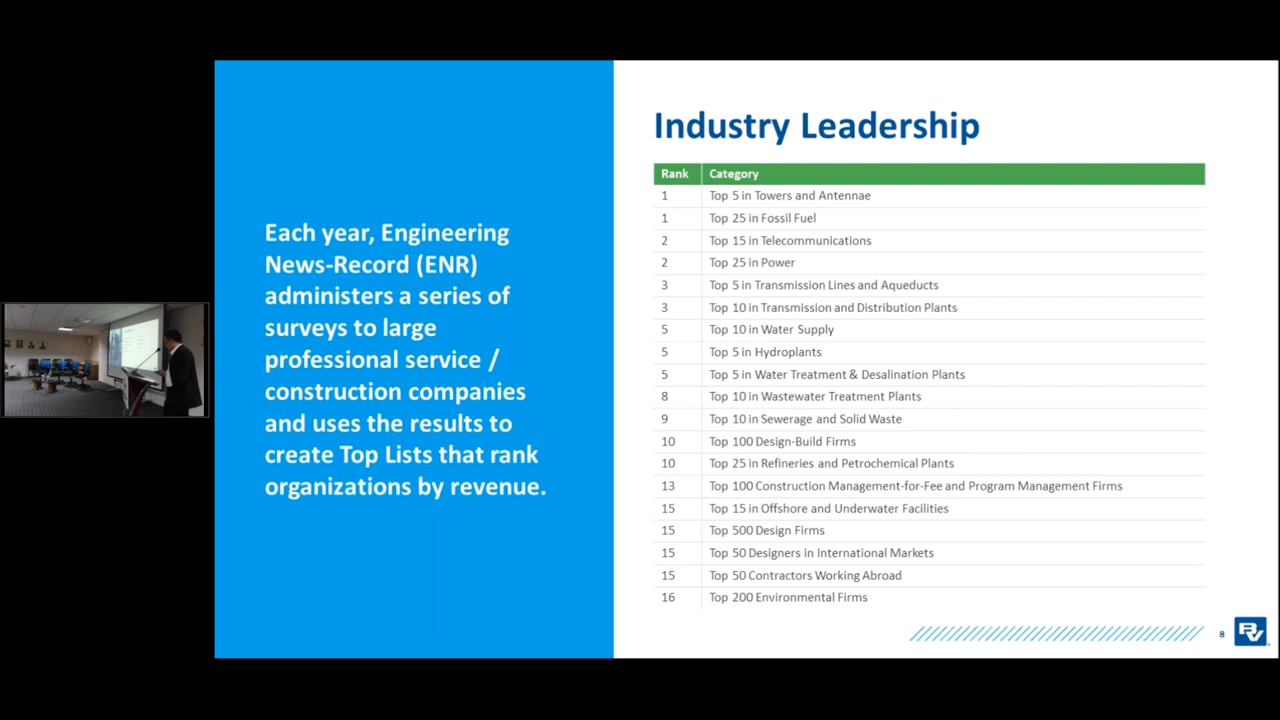 Each year, Engineering
News-Record (ENR)
administers a series of
surveys to large
professional service /
construction companies
and uses the results to
create Top Lists that rank
organizations by revenue.
Industry Leadership
Rank Category
1 Top 5 in Towers and Antennae
1 Top 25 in Fossil Fuel
2 Top 15 in Telecommunications
2 Top 25 in Power
3 Top 5 in Transmission Lines and Aqueducts
3 Top 10 in Transmission and Distribution Plants
5 Top 10 in Water Supply
5 Top 5 in Hydroplants
5 Top 5 in Water Treatment & Desalination Plants
8 Top 10 in Wastewater Treatment Plants
9 Top 10 in Sewerage and Solid Waste
10 Top 100 Design-Build Firms
10 Top 25 in Refineries and Petrochemical Plants
13 Top 100 Construction Management-for-Fee and Program Management Firms
15 Top 15 in Offshore and Underwater Facilities
15 Top 500 Design Firms
15 Top 50 Designers in International Markets
15 Top 50 Contractors Working Abroad
16 Top 200 Environmental Firms
8 BV